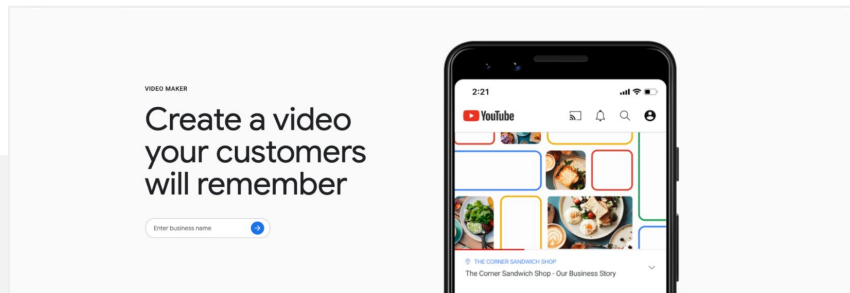 VIDEO MAKER
Create a video
your customers
will remember
Enter business name
2:21
YouTube
THE CORNER SANDWICH SHOP
The Corner Sandwich Shop - Our Business Story